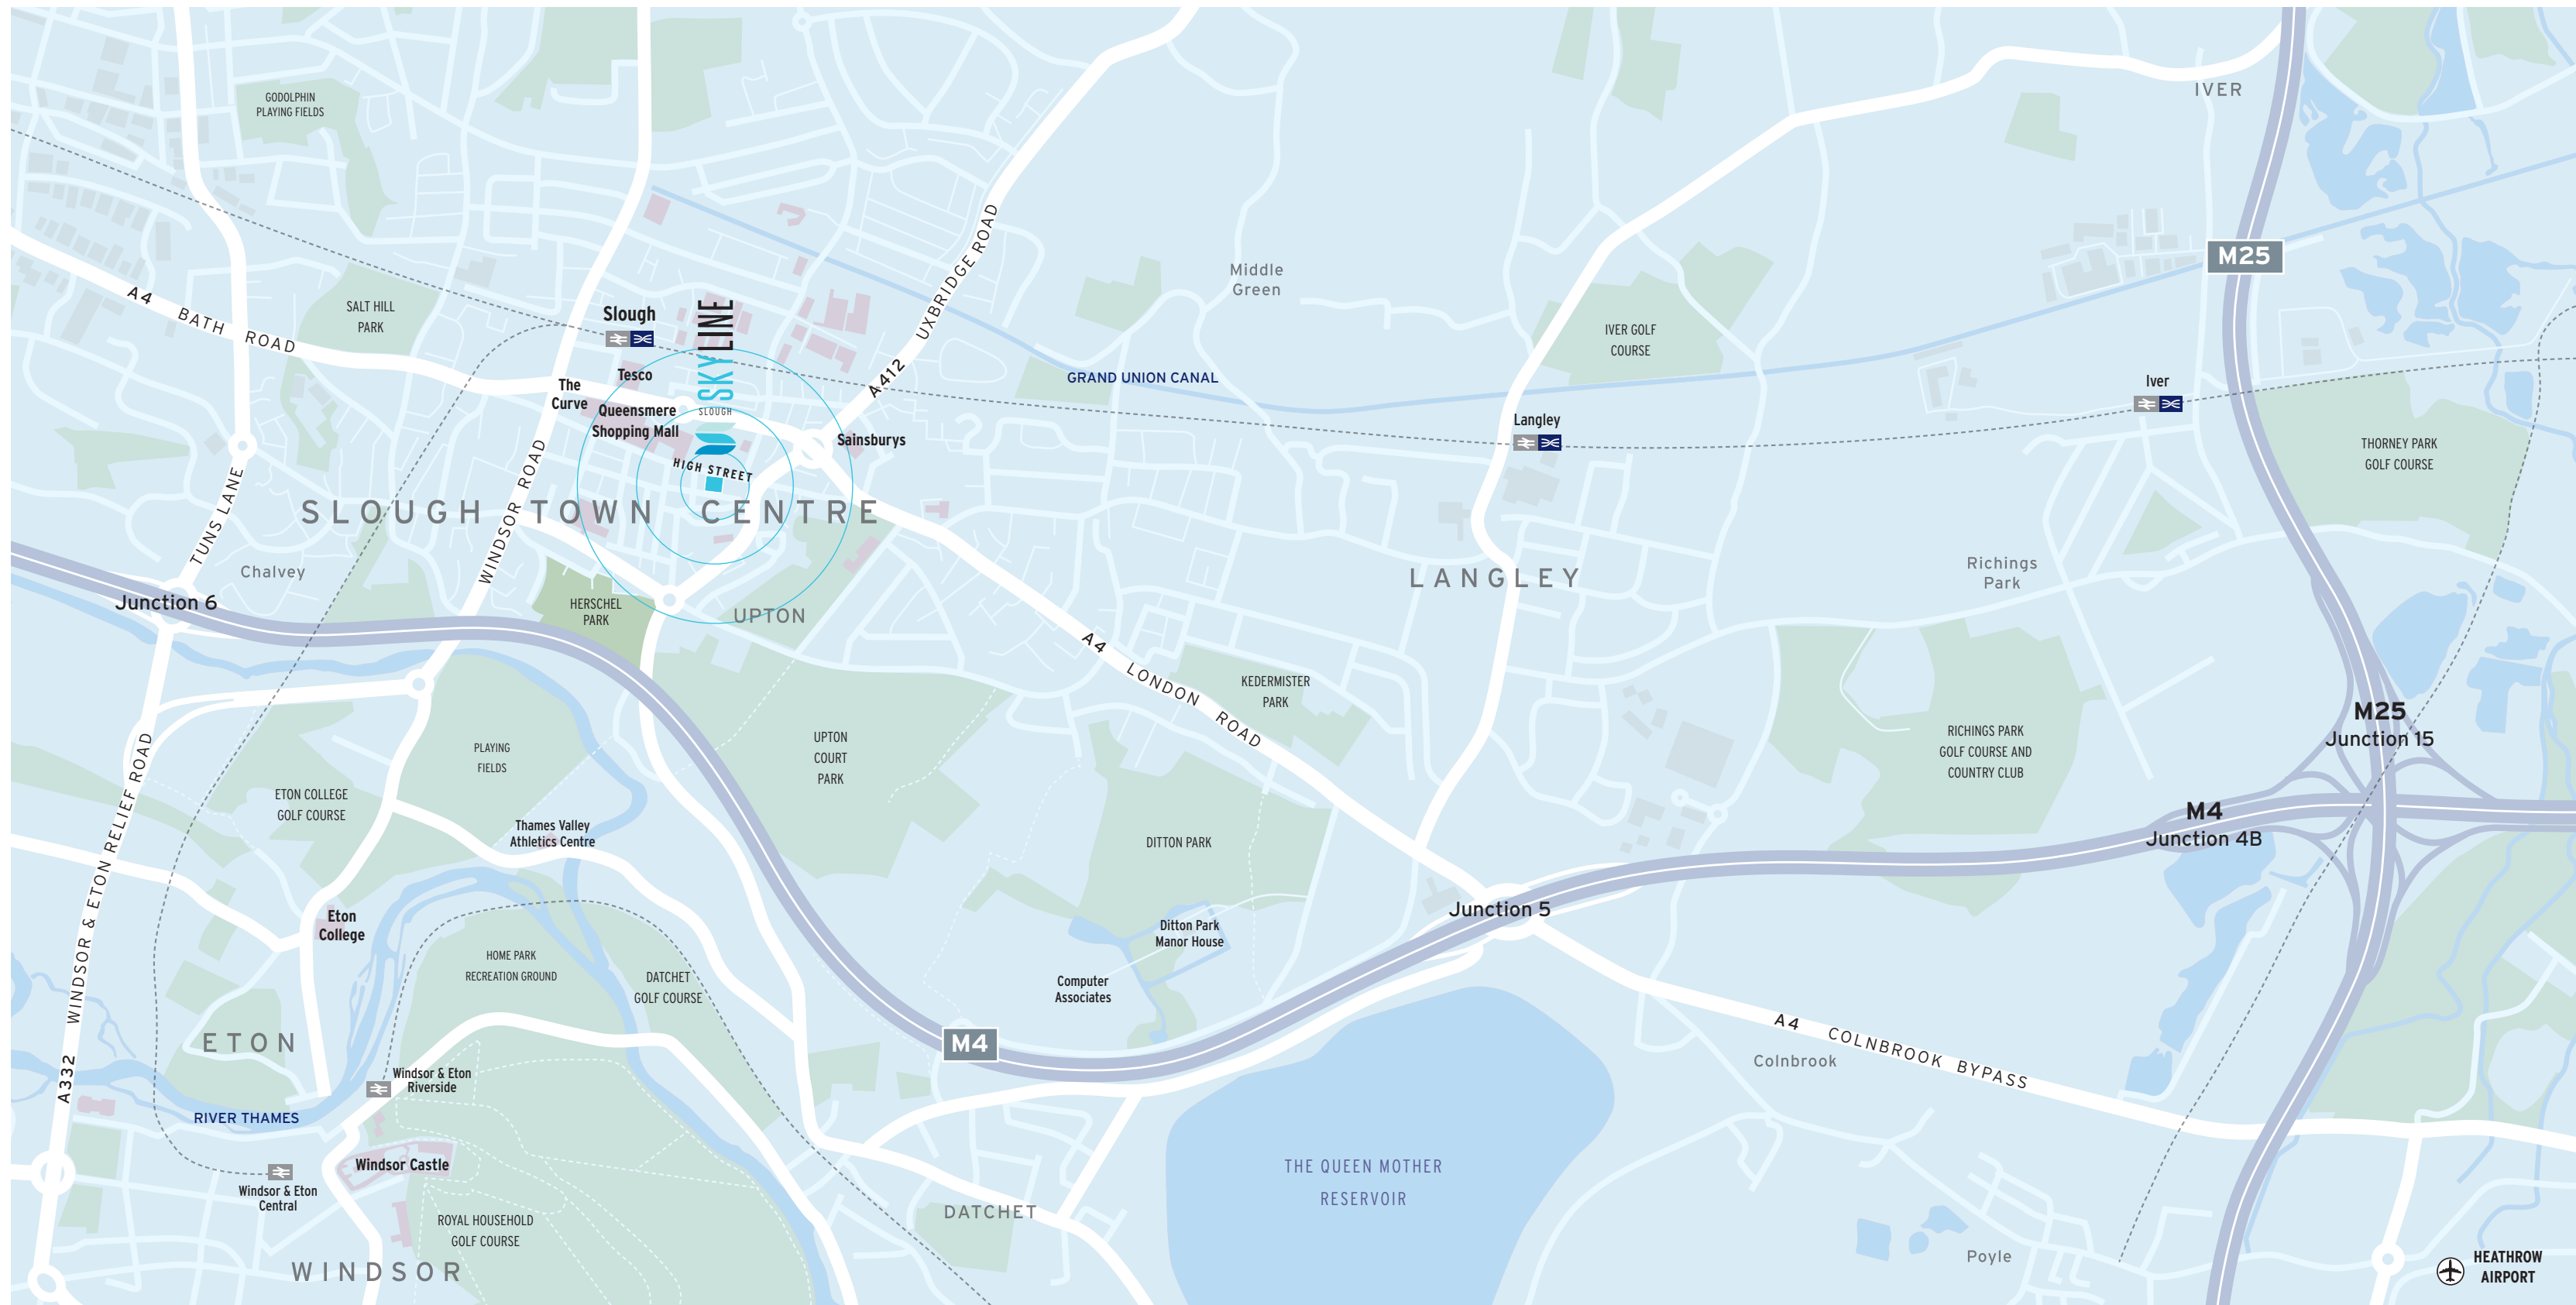 GODOLPHIN
PLAYING FIELDS
IVER
M25
Middle
Green
A4 BATH ROAD
SALT HILL
PARK
Slough
SKYLINE
SLOUGH
A412 UXBRIDGE ROAD
IVER GOLF
COURSE
GRAND UNION CANAL
Tesco
The
Curve
Queensmere
Shopping Mall
Sainsburys
HIGH STREET
Langley
Iver
THORNEY PARK
GOLF COURSE
SLOUGH TOWN CENTRE
TUNS LANE
WINDSOR ROAD
Chalvey
Junction 6
HERSCHEL
PARK
UPTON
LANGLEY
Richings
Park
A4 LONDON ROAD
KEDERMISTER
PARK
UPTON
COURT
PARK
PLAYING
FIELDS
ETON COLLEGE
GOLF COURSE
Thames Valley
Athletics Centre
RICHINGS PARK
GOLF COURSE AND
COUNTRY CLUB
M25
Junction 15
M4
Junction 4B
DITTON PARK
Junction 5
Ditton Park
Manor House
Computer
Associates
Eton
College
HOME PARK
RECREATION GROUND
DATCHET
GOLF COURSE
A332 WINDSOR & ETON RELIEF ROAD
ETON
M4
A4 COLNBROOK BYPASS
Colnbrook
Windsor & Eton
Riverside
RIVER THAMES
Windsor Castle
Windsor & Eton
Central
THE QUEEN MOTHER
RESERVOIR
DATCHET
ROYAL HOUSEHOLD
GOLF COURSE
WINDSOR
Poyle
HEATHROW
AIRPORT